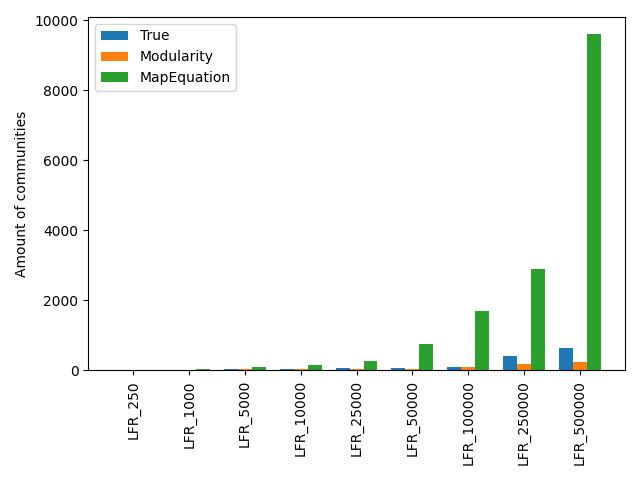 True
Modularity
MapEquation
Amount of communities
10000
8000
6000
4000
2000
0
LFR_250
LFR_1000
LFR_5000
LFR_10000
LFR_25000
LFR_50000
LFR_100000
LFR_250000
LFR_500000